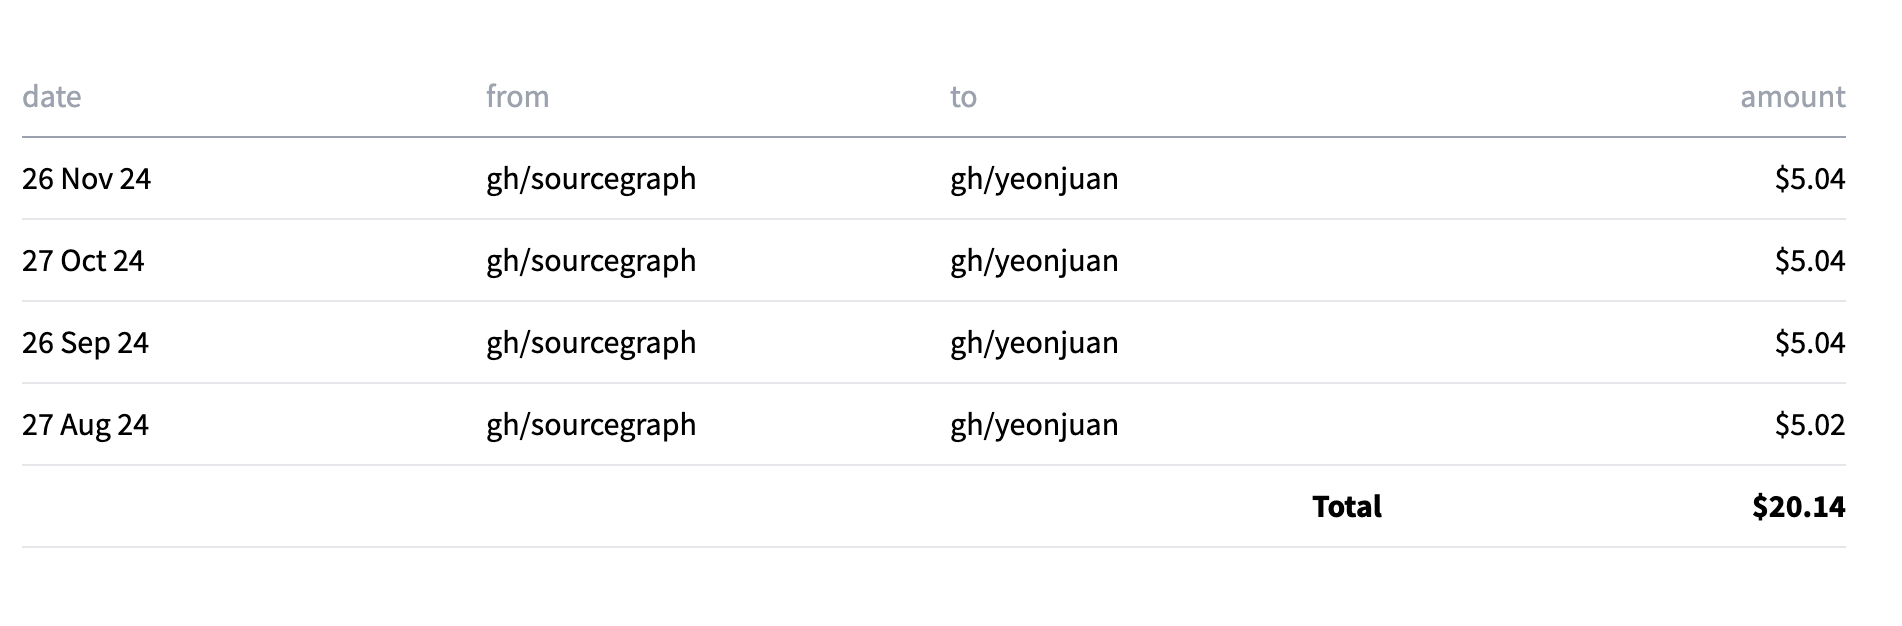 date from to amount
26 Nov 24 gh/sourcegraph gh/yeonjuan $5.04
27 Oct 24 gh/sourcegraph gh/yeonjuan $5.04
26 Sep 24 gh/sourcegraph gh/yeonjuan $5.04
27 Aug 24 gh/sourcegraph gh/yeonjuan $5.02
Total $20.14